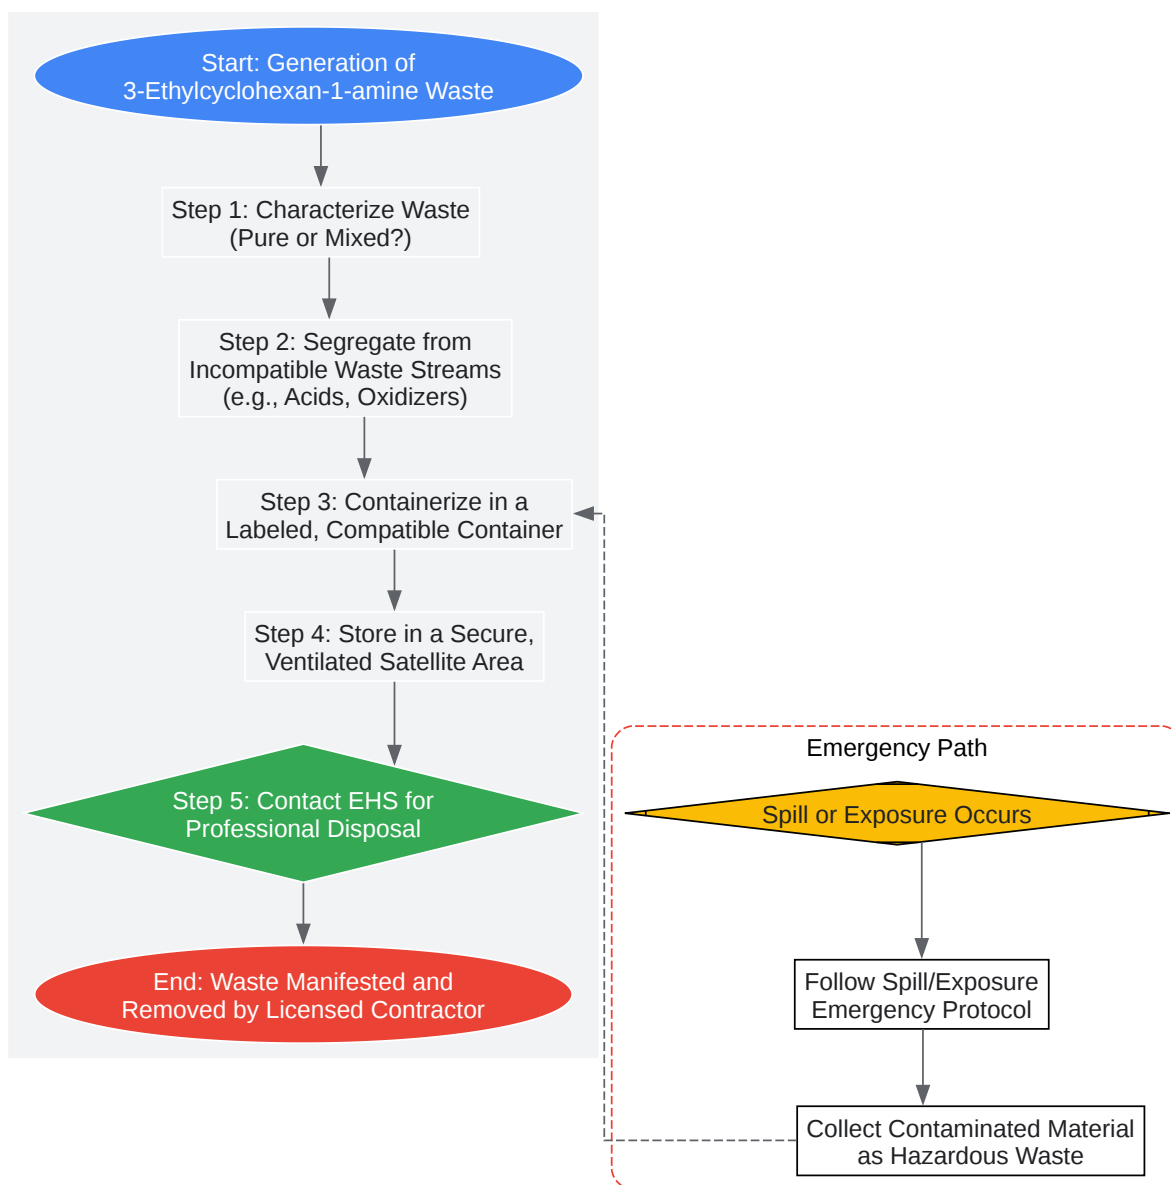 Start: Generation of
3-Ethylcyclohexan-1-amine Waste
Step 1: Characterize Waste
(Pure or Mixed?)
Step 2: Segregate from
Incompatible Waste Streams
(e.g., Acids, Oxidizers)
Step 3: Containerize in a
Labeled, Compatible Container
Step 4: Store in a Secure,
Ventilated Satellite Area
Step 5: Contact EHS for
Professional Disposal
End: Waste Manifested and
Removed by Licensed Contractor
Emergency Path
Spill or Exposure Occurs
Follow Spill/Exposure
Emergency Protocol
Collect Contaminated Material
as Hazardous Waste